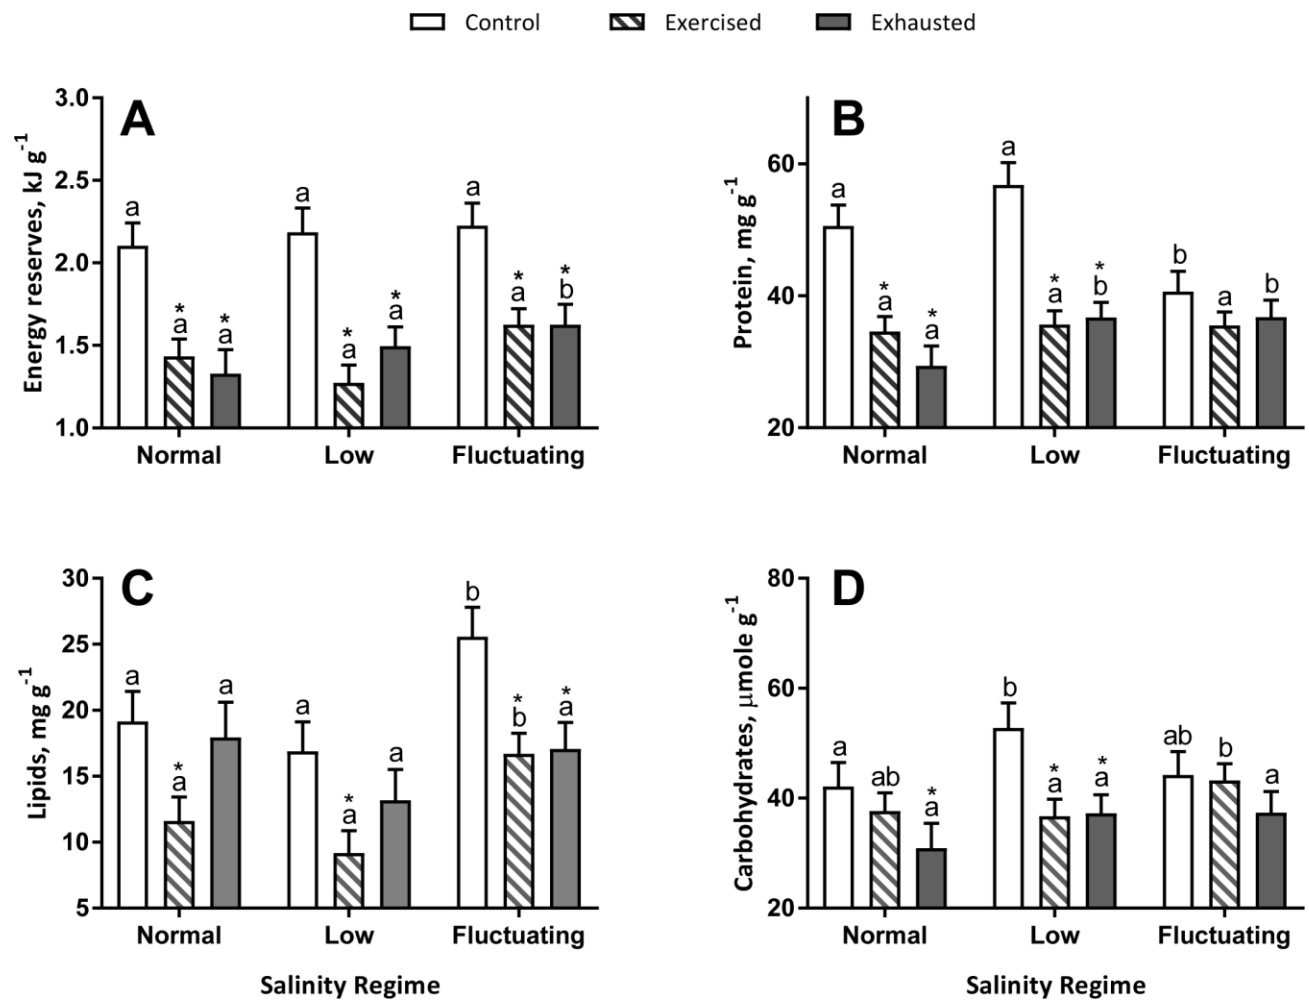 Control Exercised Exhausted
A
Energy reserves, kJ g-1
3.0
2.5
2.0
1.5
1.0
a
* a
* a
a
* a
* a
a
* a
* b
Normal Low Fluctuating
B
Protein, mg g-1
60
40
20
a
* a
* a
a
* a
* b
b
a
b
Normal Low Fluctuating
C
Lipids, mg g-1
30
25
20
15
10
5
a
* a
a
a
* a
a
b
* b
* a
Normal Low Fluctuating
Salinity Regime
D
Carbohydrates, µmole g-1
80
60
40
20
a
ab
* a
b
* a
* a
ab
b
a
Normal Low Fluctuating
Salinity Regime